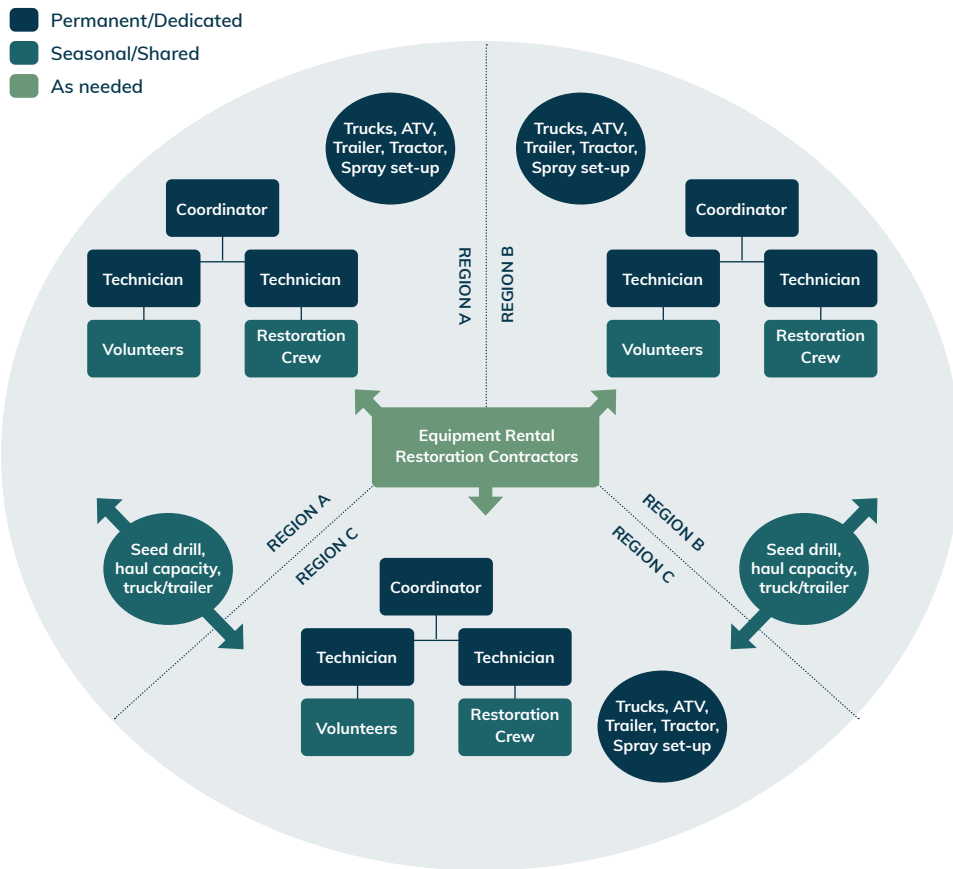 Permanent/Dedicated
Seasonal/Shared
As needed
Trucks, ATV,
Trailer, Tractor,
Spray set-up
Coordinator
Technician
Technician
Volunteers
Restoration
Crew
REGION A
REGION B
Trucks, ATV,
Trailer, Tractor,
Spray set-up
Coordinator
Technician
Technician
Volunteers
Restoration
Crew
Equipment Rental
Restoration Contractors
Seed drill,
haul capacity,
truck/trailer
REGION A
REGION C
REGION B
REGION C
Seed drill,
haul capacity,
truck/trailer
Coordinator
Technician
Technician
Volunteers
Restoration
Crew
Trucks, ATV,
Trailer, Tractor,
Spray set-up